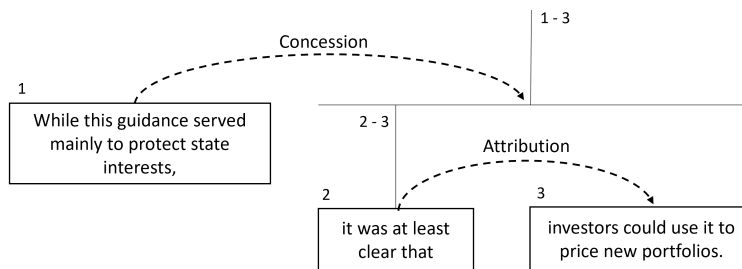 1 - 3
Concession
1
While this guidance served
mainly to protect state
interests,
2 - 3
Attribution
2
it was at least
clear that
3
investors could use it to
price new portfolios.